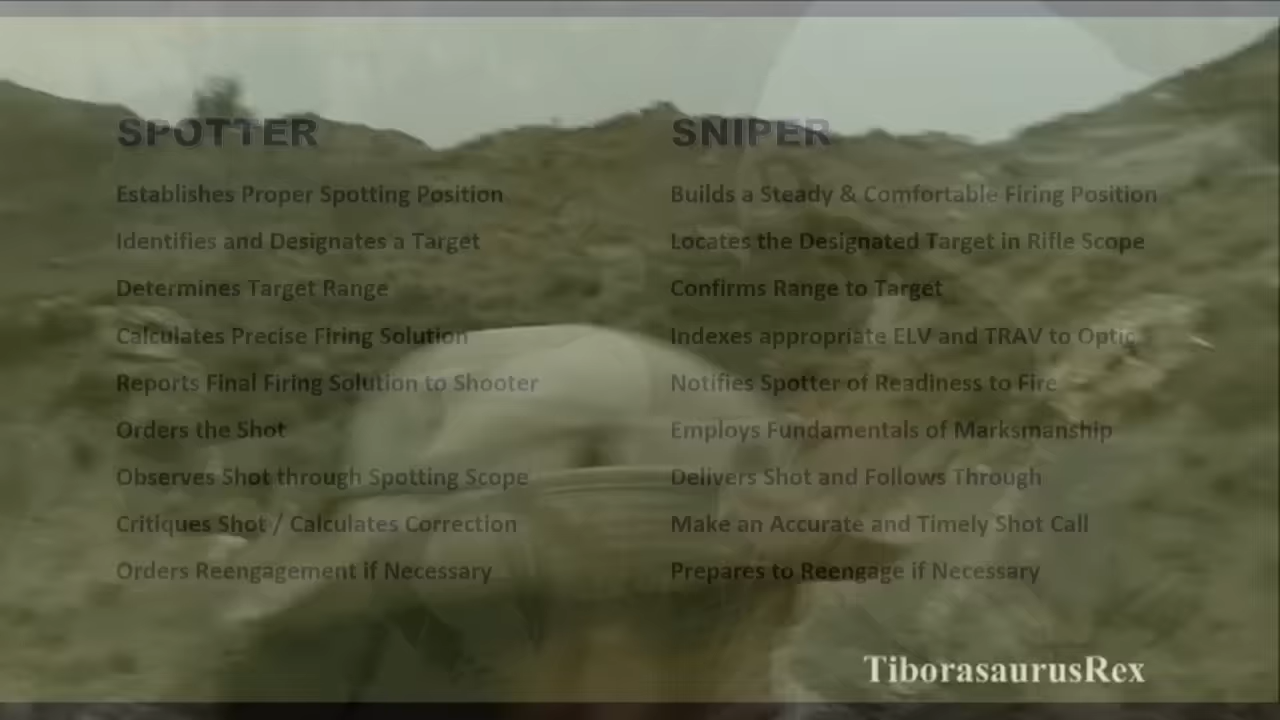 SPOTTER
Establishes Proper Spotting Position
Identifies and Designates a Target
Determines Target Range
Calculates Precise Firing Solution
Reports Final Firing Solution to Shooter
Orders the Shot
Observes Shot through Spotting Scope
Critiques Shot / Calculates Correction
Orders Reengagement if Necessary
SNIPER
Builds a Steady & Comfortable Firing Position
Locates the Designated Target in Rifle Scope
Confirms Range to Target
Indexes appropriate ELV and TRAV to Optic
Notifies Spotter of Readiness to Fire
Employs Fundamentals of Marksmanship
Delivers Shot and Follows Through
Make an Accurate and Timely Shot Call
Prepares to Reengage if Necessary
TiborasaurusRex